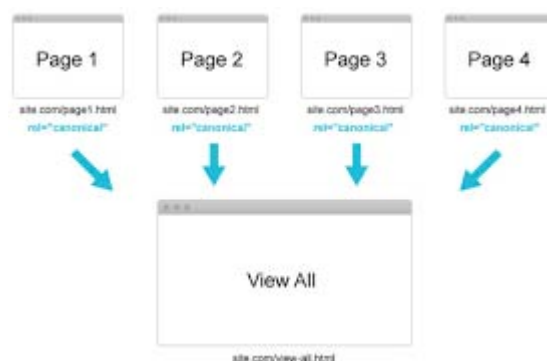 Page 1
Page 2
Page 3
Page 4
site.com/page1.html
site.com/page2.html
site.com/page3.html
site.com/page4.html
rel="canonical"
rel="canonical"
rel="canonical"
rel="canonical"
View All
site.com/view-all.html